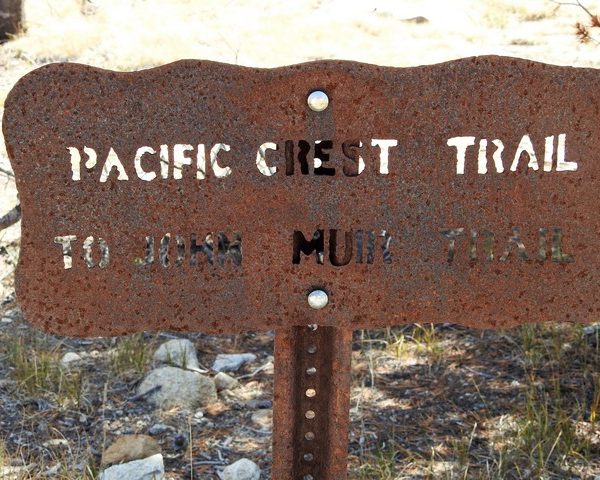 PACIFIC CREST TRAIL
TO JOHN MUIR TRAIL